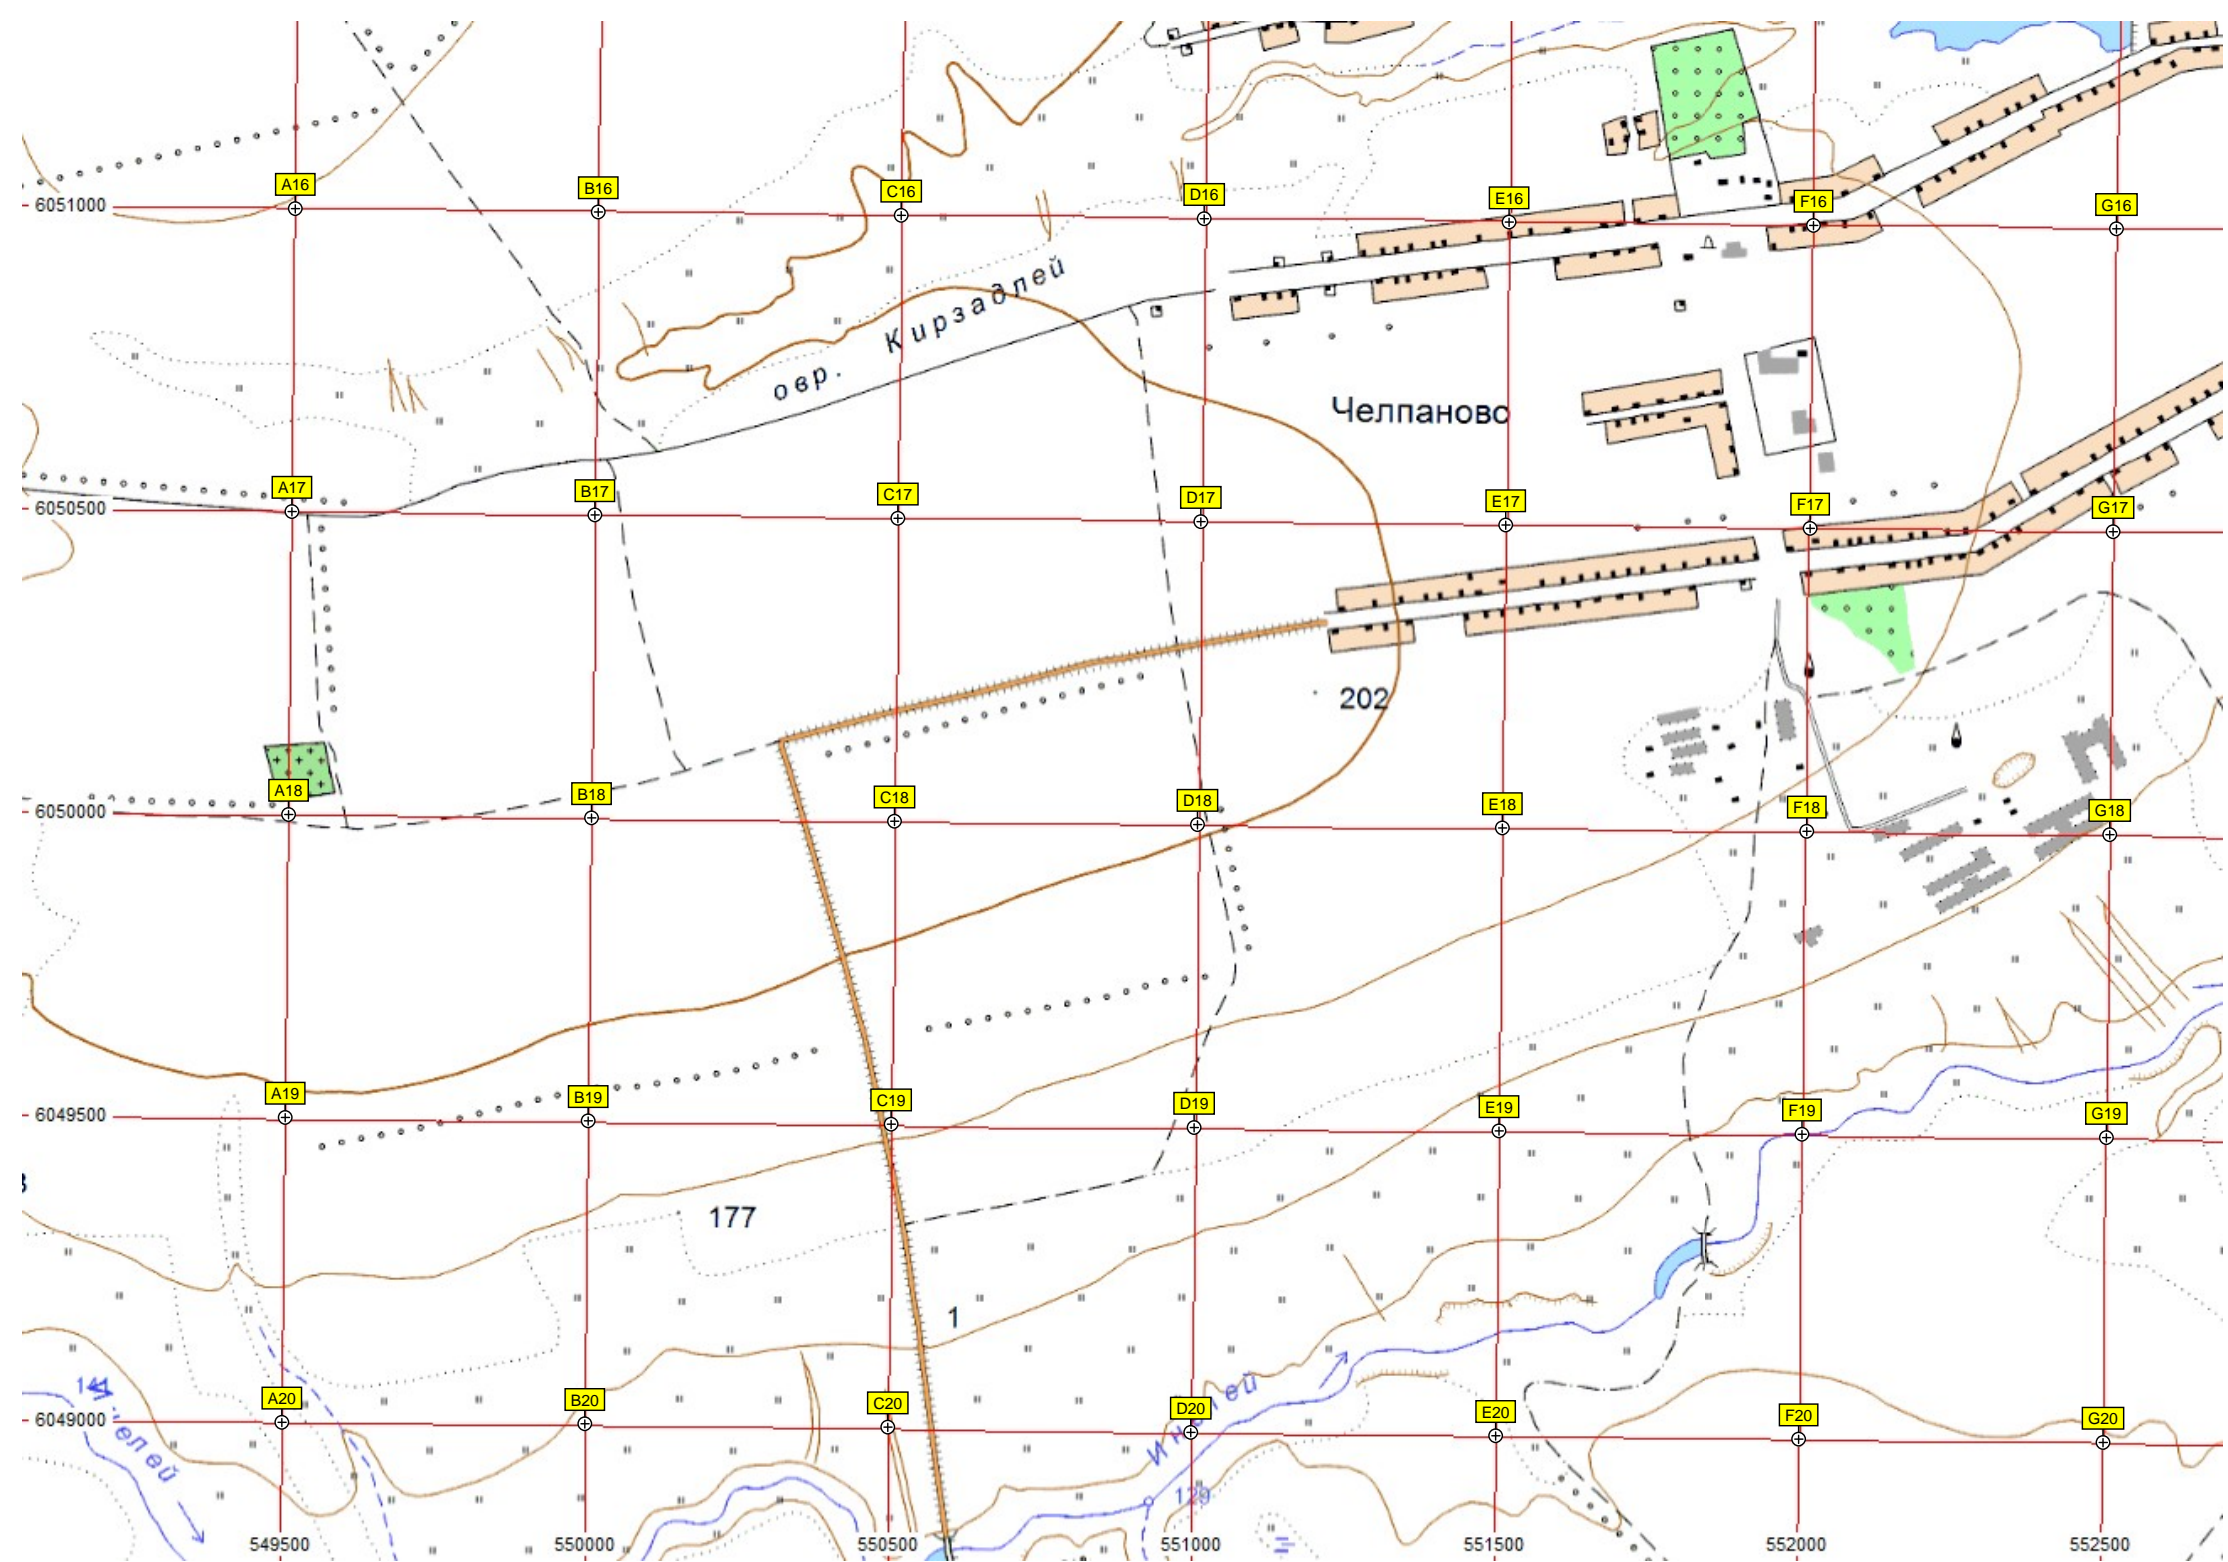 A16 B16 C16 D16 E16 F16 G16
6051000
овр. Кирзадлей
Челпаново
A17 B17 C17 D17 E17 F17 G17
6050500
202
A18 B18 C18 D18 E18 F18 G18
6050000
A19 B19 C19 D19 E19 F19 G19
6049500
177
1
A20 B20 C20 D20 E20 F20 G20
6049000
129
549500 550000 550500 551000 551500 552000 552500